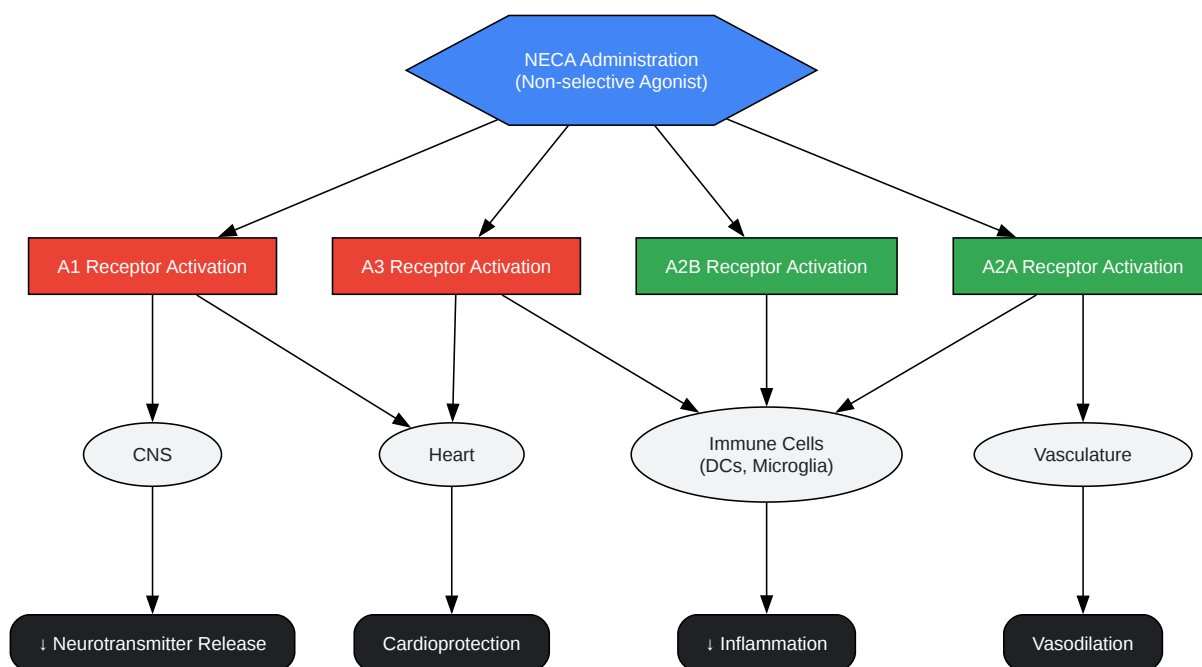 NECA Administration
(Non-selective Agonist)
A1 Receptor Activation
A3 Receptor Activation
A2B Receptor Activation
A2A Receptor Activation
CNS
Heart
Immune Cells
(DCs, Microglia)
Vasculature
↓ Neurotransmitter Release
Cardioprotection
↓ Inflammation
Vasodilation